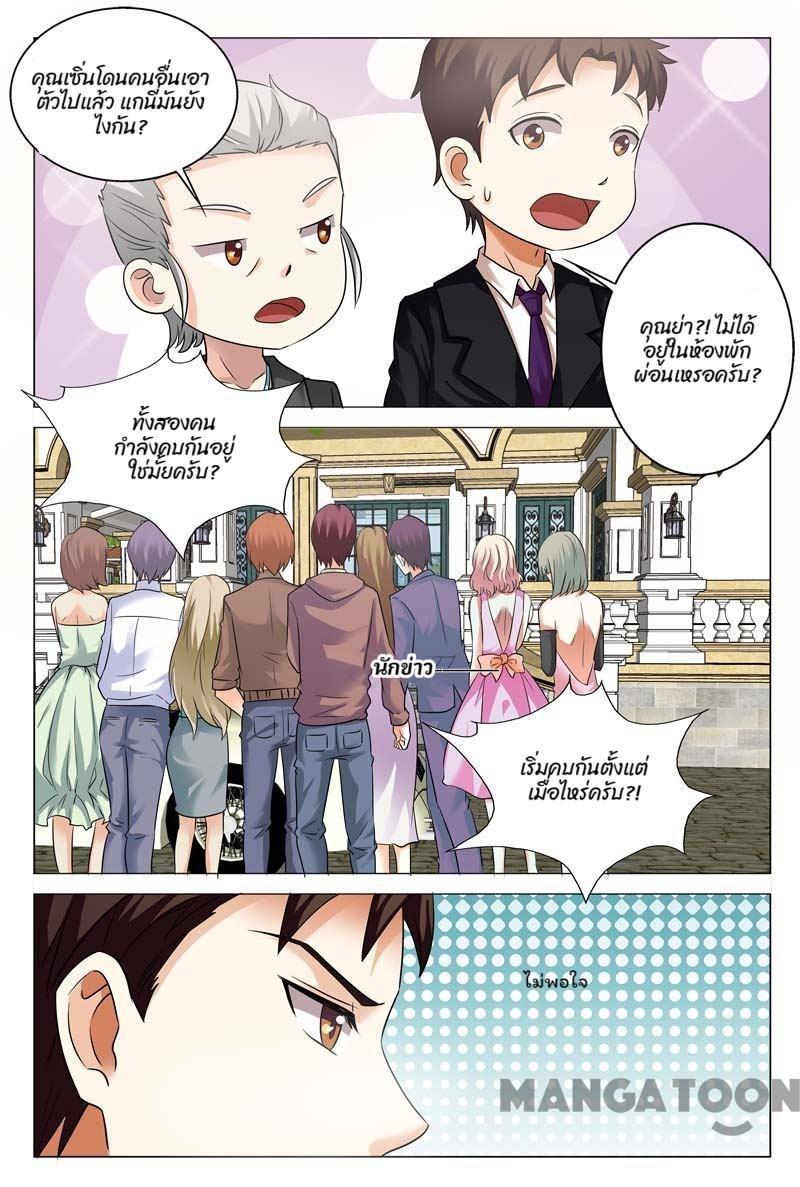 คุณเซิ่นโดนคนอื่นเอา
ตัวไปแล้ว แกนี่มันยัง
ไงกัน?
คุณย่า?! ไม่ได้
อยู่ในห้องพัก
ผ่อนเหรอครับ?
ทั้งสองคน
กำลังคบกันอยู่
ใช่มั้ยครับ?
นักข่าว
เริ่มคบกันตั้งแต่
เมื่อไหร่ครับ?!
ไม่พอใจ
MANGATOON